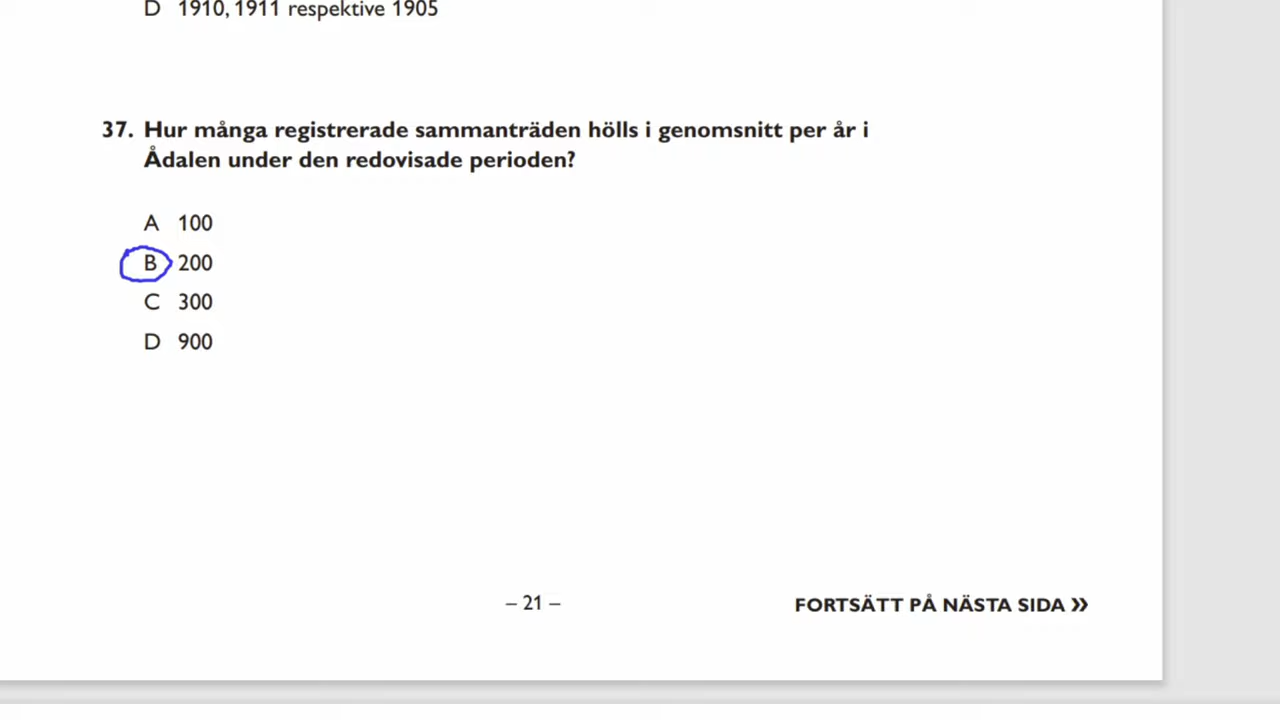 D 1910, 1911 respektive 1905
37. Hur många registrerade sammanträden hölls i genomsnitt per år i
Ådalen under den redovisade perioden?
A 100
B 200
C 300
D 900
– 21 –
FORTSÄTT PÅ NÄSTA SIDA »